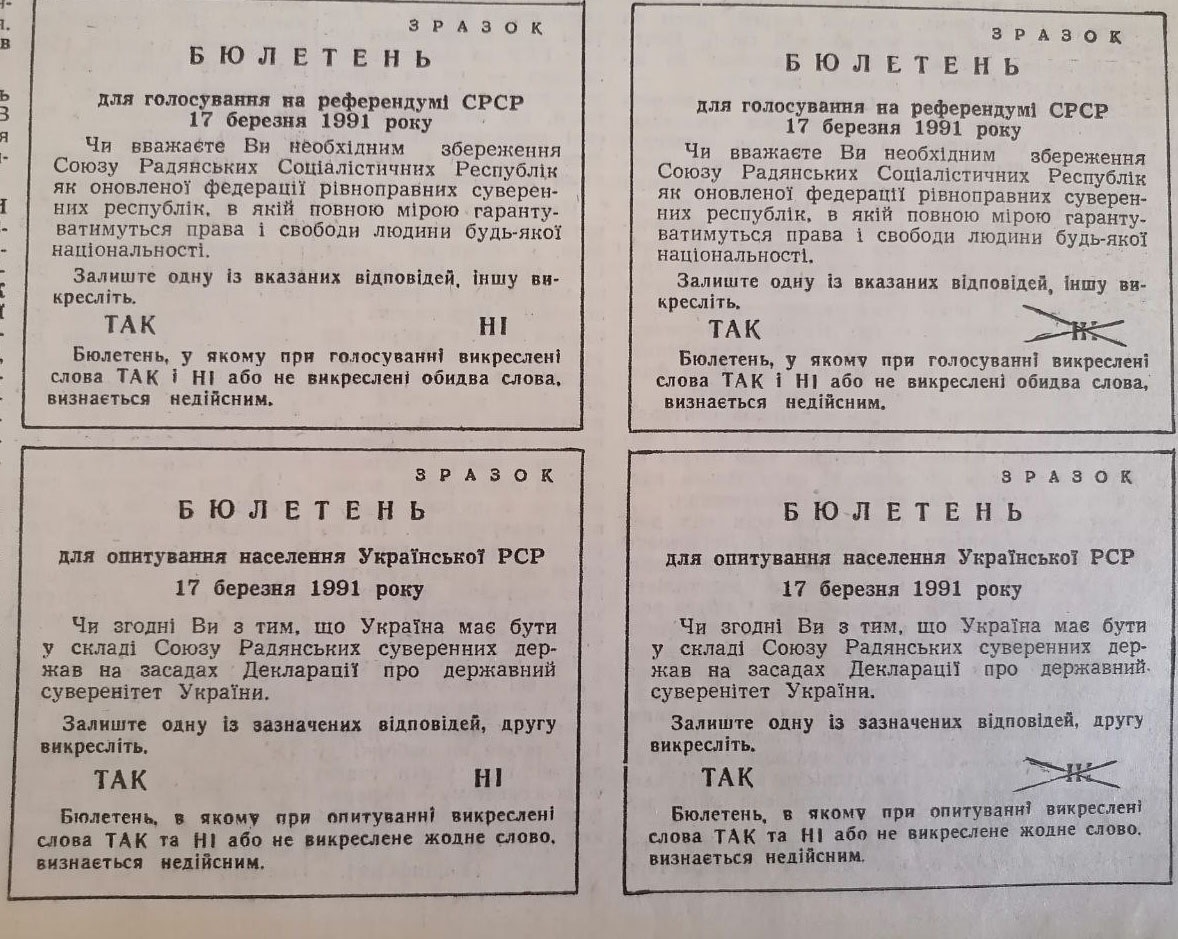 ЗРАЗОК
БЮЛЕТЕНЬ
для голосування на референдумі СРСР
17 березня 1991 року
Чи вважаєте Ви необхідним збереження
Союзу Радянських Соціалістичних Республік
як оновленої федерації рівноправних суверен-
них республік, в якій повною мірою гаранту-
ватимуться права і свободи людини будь-якої
національності.
Залиште одну із вказаних відповідей, іншу ви-
кресліть.
ТАК НІ
Бюлетень, у якому при голосуванні викреслені
слова ТАК і НІ або не викреслені обидва слова,
визнається недійсним.
ЗРАЗОК
БЮЛЕТЕНЬ
для голосування на референдумі СРСР
17 березня 1991 року
Чи вважаєте Ви необхідним збереження
Союзу Радянських Соціалістичних Республік
як оновленої федерації рівноправних суверен-
них республік, в якій повною мірою гаранту-
ватимуться права і свободи людини будь-якої
національності.
Залиште одну із вказаних відповідей, іншу ви-
кресліть.
ТАК НІ
Бюлетень, у якому при голосуванні викреслені
слова ТАК і НІ або не викреслені обидва слова,
визнається недійсним.
ЗРАЗОК
БЮЛЕТЕНЬ
для опитування населення Української РСР
17 березня 1991 року
Чи згодні Ви з тим, що Україна має бути
у складі Союзу Радянських суверенних дер-
жав на засадах Декларації про державний
суверенітет України.
Залиште одну із зазначених відповідей, другу
викресліть.
ТАК НІ
Бюлетень, в якому при опитуванні викреслені
слова ТАК та НІ або не викреслене жодне слово,
визнається недійсним.
ЗРАЗОК
БЮЛЕТЕНЬ
для опитування населення Української РСР
17 березня 1991 року
Чи згодні Ви з тим, що Україна має бути
у складі Союзу Радянських суверенних дер-
жав на засадах Декларації про державний
суверенітет України.
Залиште одну із зазначених відповідей, другу
викресліть.
ТАК НІ
Бюлетень, в якому при опитуванні викреслені
слова ТАК та НІ або не викреслене жодне слово,
визнається недійсним.